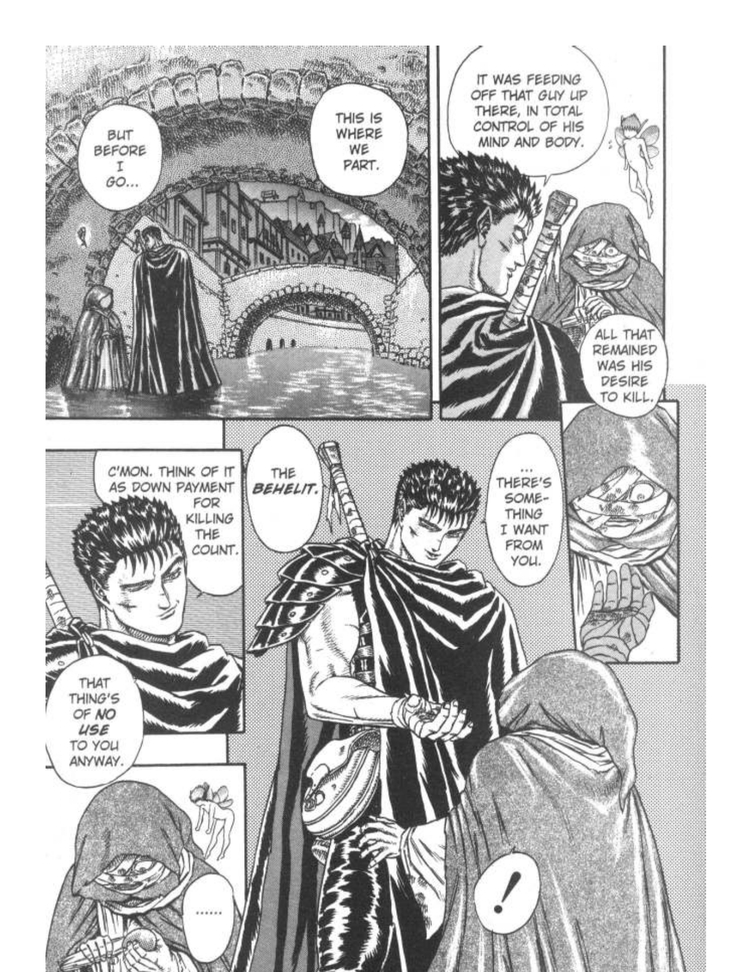 IT WAS FEEDING
OFF THAT GUY UP
THERE, IN TOTAL
CONTROL OF HIS
MIND AND BODY.
ALL THAT
REMAINED
WAS HIS
DESIRE
TO KILL.
THIS IS
WHERE
WE
PART.
BUT
BEFORE
I
GO...
...
THERE'S
SOME-
THING
I WANT
FROM
YOU.
THE
BEHELIT.
!
C'MON. THINK OF IT
AS DOWN PAYMENT
FOR
KILLING
THE
COUNT.
THAT
THING'S
OF NO
USE
TO YOU
ANYWAY.
......